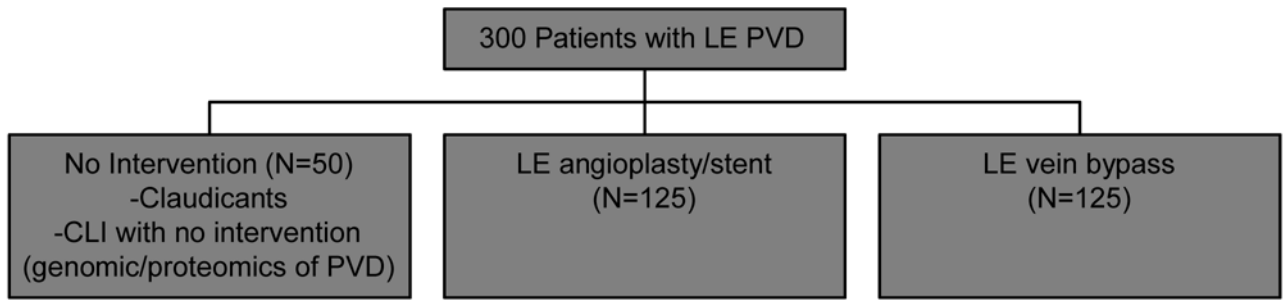 300 Patients with LE PVD
No Intervention (N=50)
-Claudicants
-CLI with no intervention
(genomic/proteomics of PVD)
LE angioplasty/stent
(N=125)
LE vein bypass
(N=125)